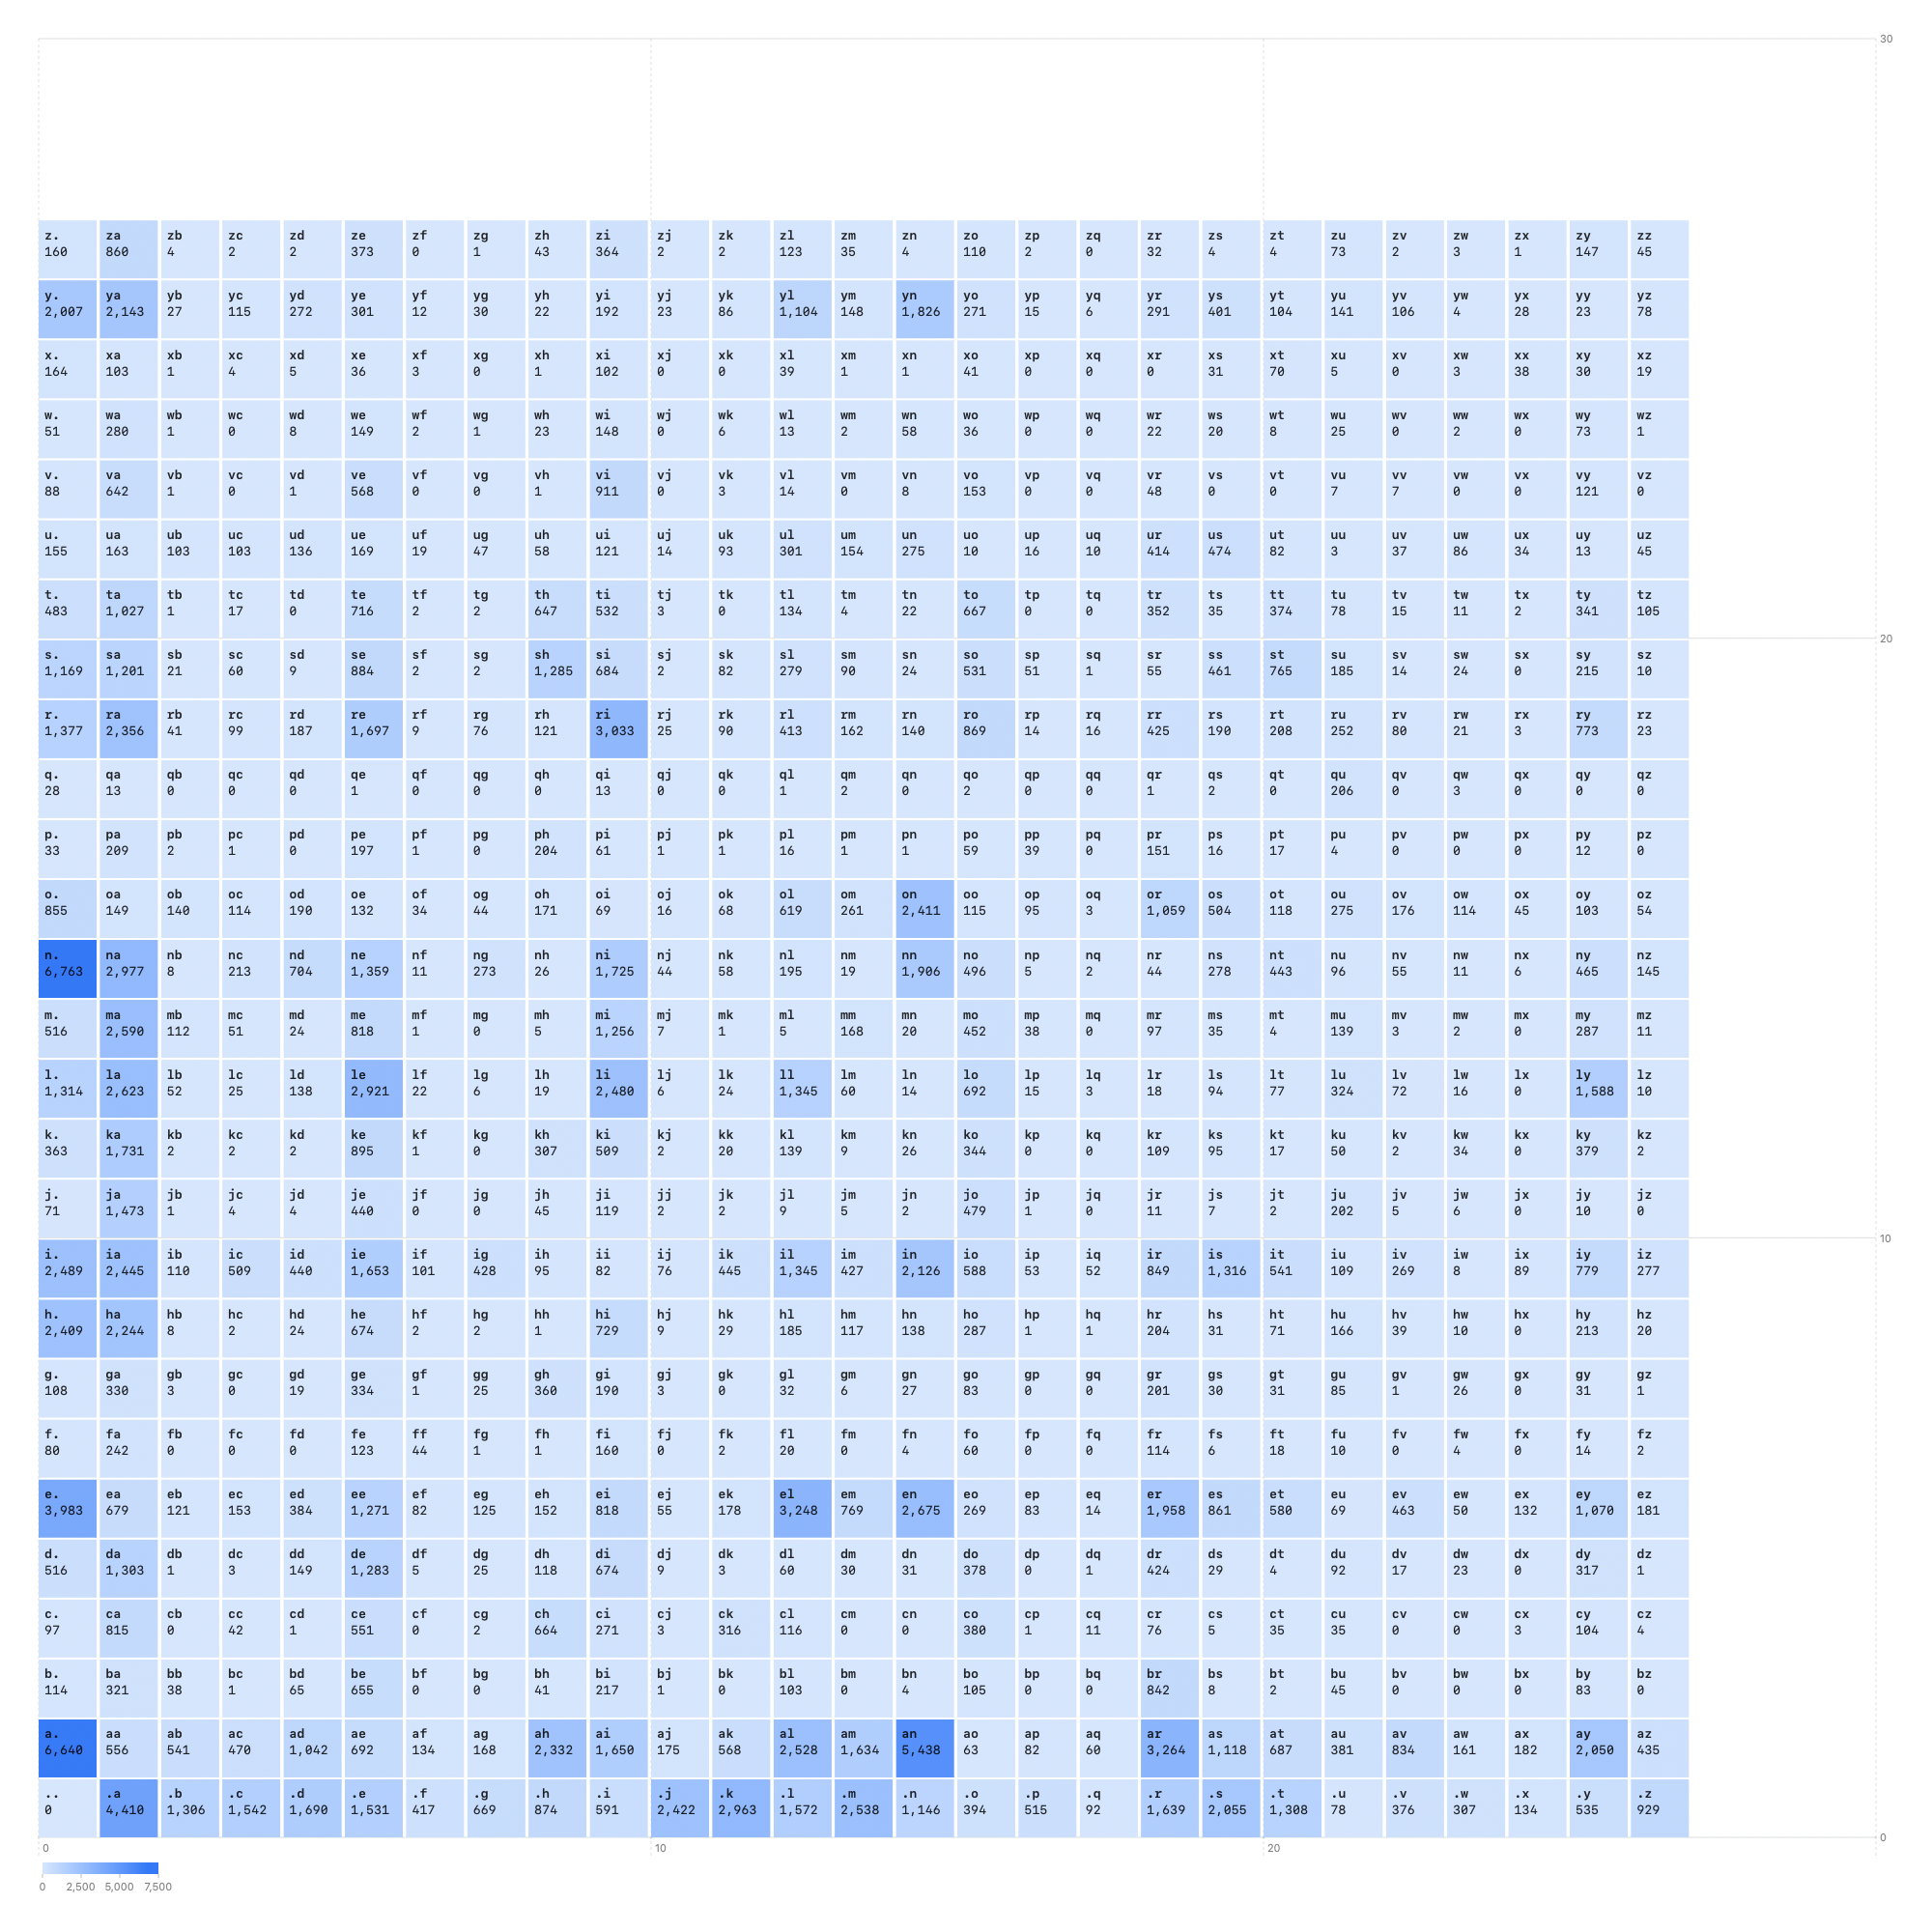 30
z. za zb zc zd ze zf zg zh zi zj zk zl zm zn zo zp zq zr zs zt zu zv zw zx zy zz
160 860 4 2 2 373 0 1 43 364 2 2 123 35 4 110 2 0 32 4 4 73 2 3 1 147 45
y. ya yb yc yd ye yf yg yh yi yj yk yl ym yn yo yp yq yr ys yt yu yv yw yx yy yz
2,007 2,143 27 115 272 301 12 30 22 192 23 86 1,104 148 1,826 271 15 6 291 401 104 141 106 4 28 23 78
x. xa xb xc xd xe xf xg xh xi xj xk xl xm xn xo xp xq xr xs xt xu xv xw xx xy xz
164 103 1 4 5 36 3 0 1 102 0 0 39 1 1 41 0 0 0 31 70 5 0 3 38 30 19
w. wa wb wc wd we wf wg wh wi wj wk wl wm wn wo wp wq wr ws wt wu wv ww wx wy wz
51 280 1 0 8 149 2 1 23 148 0 6 13 2 58 36 0 0 22 20 8 25 0 2 0 73 1
v. va vb vc vd ve vf vg vh vi vj vk vl vm vn vo vp vq vr vs vt vu vv vw vx vy vz
88 642 1 0 1 568 0 0 1 911 0 3 14 0 8 153 0 0 48 0 0 7 7 0 0 121 0
u. ua ub uc ud ue uf ug uh ui uj uk ul um un uo up uq ur us ut uu uv uw ux uy uz
155 163 103 103 136 169 19 47 58 121 14 93 301 154 275 10 16 10 414 474 82 3 37 86 34 13 45
t. ta tb tc td te tf tg th ti tj tk tl tm tn to tp tq tr ts tt tu tv tw tx ty tz
483 1,027 1 17 0 716 2 2 647 532 3 0 134 4 22 667 0 0 352 35 374 78 15 11 2 341 105
20
s. sa sb sc sd se sf sg sh si sj sk sl sm sn so sp sq sr ss st su sv sw sx sy sz
1,169 1,201 21 60 9 884 2 2 1,285 684 2 82 279 90 24 531 51 1 55 461 765 185 14 24 0 215 10
r. ra rb rc rd re rf rg rh ri rj rk rl rm rn ro rp rq rr rs rt ru rv rw rx ry rz
1,377 2,356 41 99 187 1,697 9 76 121 3,033 25 90 413 162 140 869 14 16 425 190 208 252 80 21 3 773 23
q. qa qb qc qd qe qf qg qh qi qj qk ql qm qn qo qp qq qr qs qt qu qv qw qx qy qz
28 13 0 0 0 1 0 0 0 13 0 0 1 2 0 2 0 0 1 2 0 206 0 3 0 0 0
p. pa pb pc pd pe pf pg ph pi pj pk pl pm pn po pp pq pr ps pt pu pv pw px py pz
33 209 2 1 0 197 1 0 204 61 1 1 16 1 1 59 39 0 151 16 17 4 0 0 0 12 0
o. oa ob oc od oe of og oh oi oj ok ol om on oo op oq or os ot ou ov ow ox oy oz
855 149 140 114 190 132 34 44 171 69 16 68 619 261 2,411 115 95 3 1,059 504 118 275 176 114 45 103 54
n. na nb nc nd ne nf ng nh ni nj nk nl nm nn no np nq nr ns nt nu nv nw nx ny nz
6,763 2,977 8 213 704 1,359 11 273 26 1,725 44 58 195 19 1,906 496 5 2 44 278 443 96 55 11 6 465 145
m. ma mb mc md me mf mg mh mi mj mk ml mm mn mo mp mq mr ms mt mu mv mw mx my mz
516 2,590 112 51 24 818 1 0 5 1,256 7 1 5 168 20 452 38 0 97 35 4 139 3 2 0 287 11
l. la lb lc ld le lf lg lh li lj lk ll lm ln lo lp lq lr ls lt lu lv lw lx ly lz
1,314 2,623 52 25 138 2,921 22 6 19 2,480 6 24 1,345 60 14 692 15 3 18 94 77 324 72 16 0 1,588 10
k. ka kb kc kd ke kf kg kh ki kj kk kl km kn ko kp kq kr ks kt ku kv kw kx ky kz
363 1,731 2 2 2 895 1 0 307 509 2 20 139 9 26 344 0 0 109 95 17 50 2 34 0 379 2
j. ja jb jc jd je jf jg jh ji jj jk jl jm jn jo jp jq jr js jt ju jv jw jx jy jz
71 1,473 1 4 4 440 0 0 45 119 2 2 9 5 2 479 1 0 11 7 2 202 5 6 0 10 0
10
i. ia ib ic id ie if ig ih ii ij ik il im in io ip iq ir is it iu iv iw ix iy iz
2,489 2,445 110 509 440 1,653 101 428 95 82 76 445 1,345 427 2,126 588 53 52 849 1,316 541 109 269 8 89 779 277
h. ha hb hc hd he hf hg hh hi hj hk hl hm hn ho hp hq hr hs ht hu hv hw hx hy hz
2,409 2,244 8 2 24 674 2 2 1 729 9 29 185 117 138 287 1 1 204 31 71 166 39 10 0 213 20
g. ga gb gc gd ge gf gg gh gi gj gk gl gm gn go gp gq gr gs gt gu gv gw gx gy gz
108 330 3 0 19 334 1 25 360 190 3 0 32 6 27 83 0 0 201 30 31 85 1 26 0 31 1
f. fa fb fc fd fe ff fg fh fi fj fk fl fm fn fo fp fq fr fs ft fu fv fw fx fy fz
80 242 0 0 0 123 44 1 1 160 0 2 20 0 4 60 0 0 114 6 18 10 0 4 0 14 2
e. ea eb ec ed ee ef eg eh ei ej ek el em en eo ep eq er es et eu ev ew ex ey ez
3,983 679 121 153 384 1,271 82 125 152 818 55 178 3,248 769 2,675 269 83 14 1,958 861 580 69 463 50 132 1,070 181
d. da db dc dd de df dg dh di dj dk dl dm dn do dp dq dr ds dt du dv dw dx dy dz
516 1,303 1 3 149 1,283 5 25 118 674 9 3 60 30 31 378 0 1 424 29 4 92 17 23 0 317 1
c. ca cb cc cd ce cf cg ch ci cj ck cl cm cn co cp cq cr cs ct cu cv cw cx cy cz
97 815 0 42 1 551 0 2 664 271 3 316 116 0 0 380 1 11 76 5 35 35 0 0 3 104 4
b. ba bb bc bd be bf bg bh bi bj bk bl bm bn bo bp bq br bs bt bu bv bw bx by bz
114 321 38 1 65 655 0 0 41 217 1 0 103 0 4 105 0 0 842 8 2 45 0 0 0 83 0
a. aa ab ac ad ae af ag ah ai aj ak al am an ao ap aq ar as at au av aw ax ay az
6,640 556 541 470 1,042 692 134 168 2,332 1,650 175 568 2,528 1,634 5,438 63 82 60 3,264 1,118 687 381 834 161 182 2,050 435
.. .a .b .c .d .e .f .g .h .i .j .k .l .m .n .o .p .q .r .s .t .u .v .w .x .y .z
0 4,410 1,306 1,542 1,690 1,531 417 669 874 591 2,422 2,963 1,572 2,538 1,146 394 515 92 1,639 2,055 1,308 78 376 307 134 535 929
0
0 10 20
0 2,500 5,000 7,500